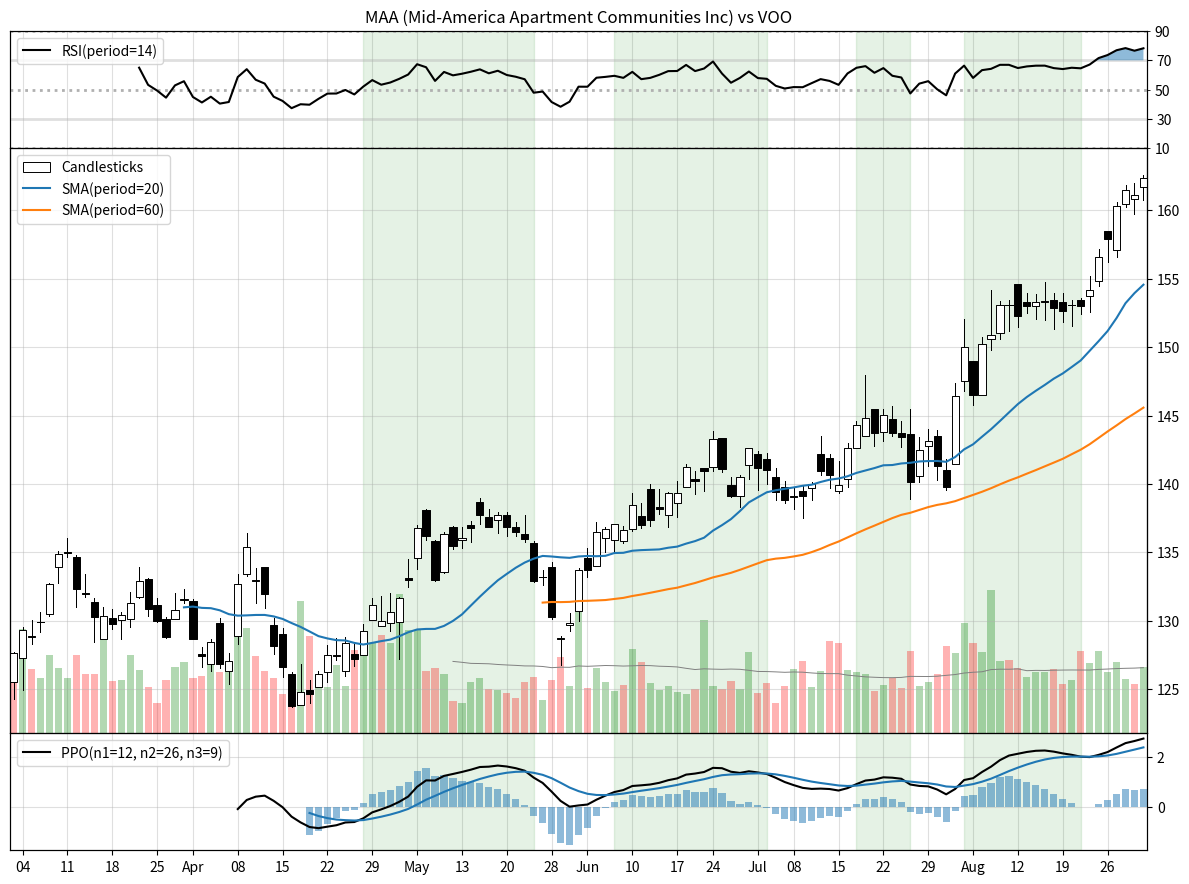 MAA (Mid-America Apartment Communities Inc) vs VOO
RSI(period=14)
90
70
50
30
10
Candlesticks
SMA(period=20)
SMA(period=60)
160
155
150
145
140
135
130
125
PPO(n1=12, n2=26, n3=9)
2
0
04 11 18 25 Apr 08 15 22 29 May 13 20 28 Jun 10 17 24 Jul 08 15 22 29 Aug 12 19 26